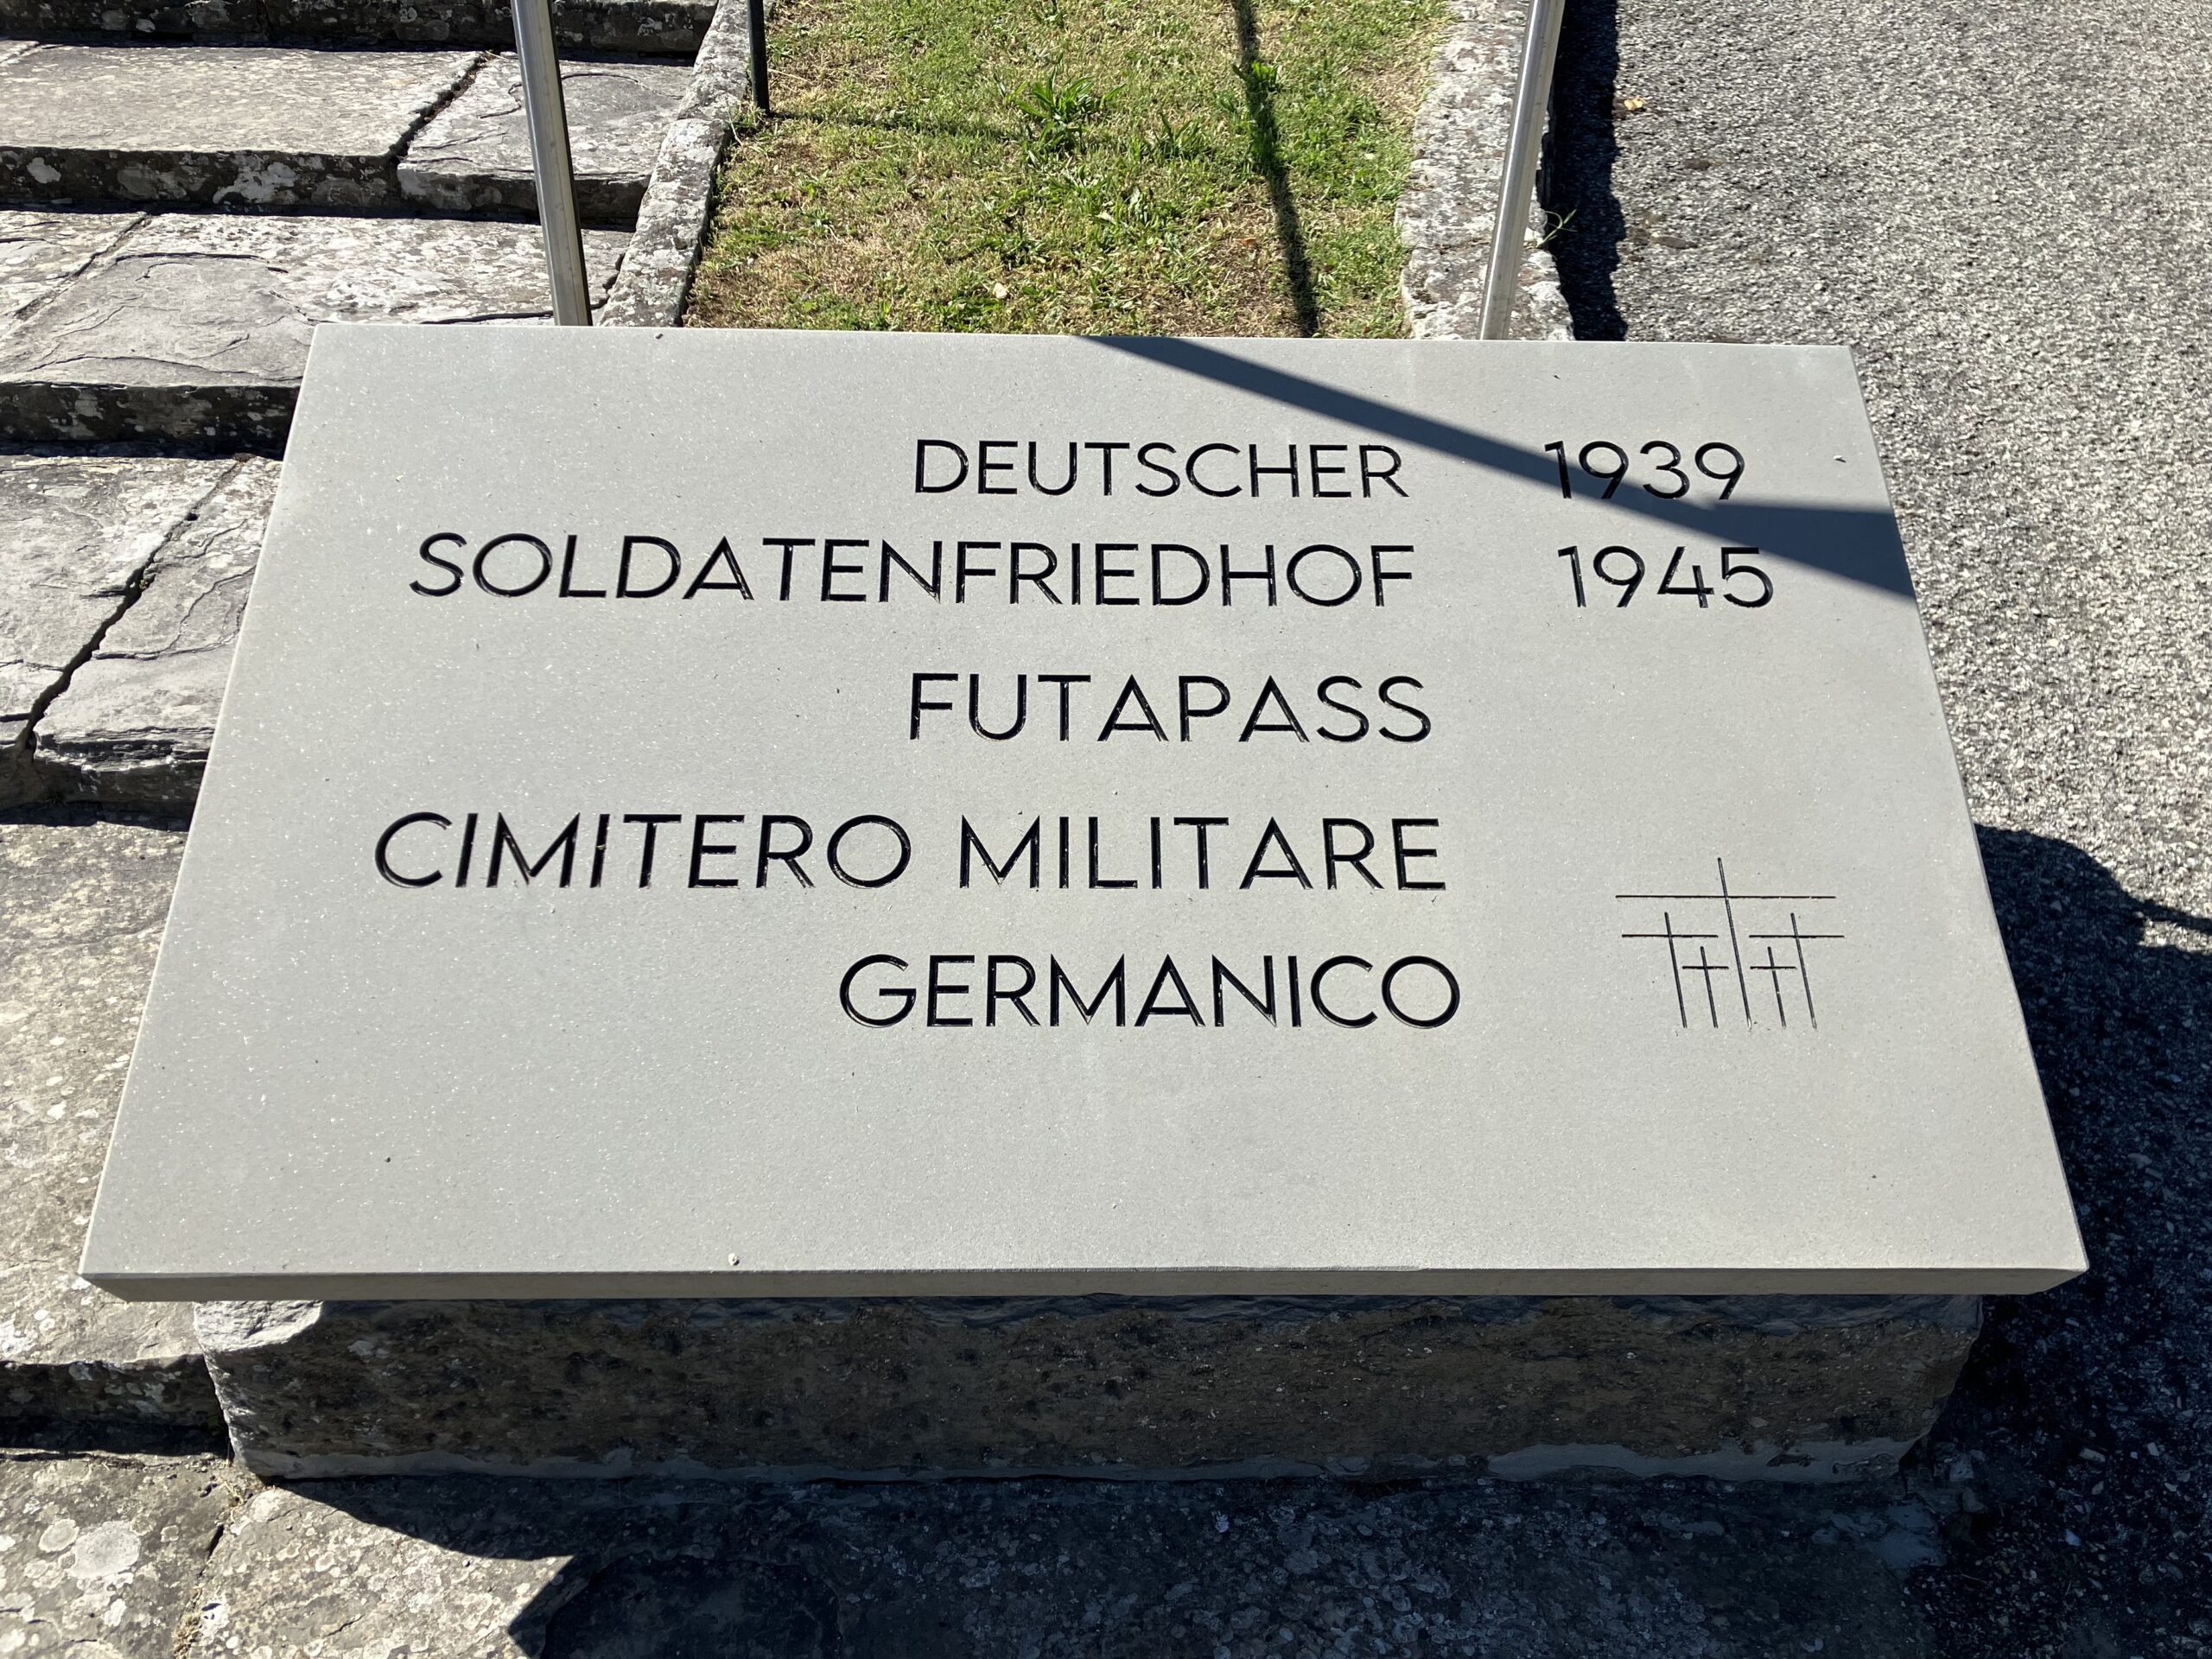 DEUTSCHER 1939
SOLDATENFRIEDHOF 1945
FUTAPASS
CIMITERO MILITARE
GERMANICO